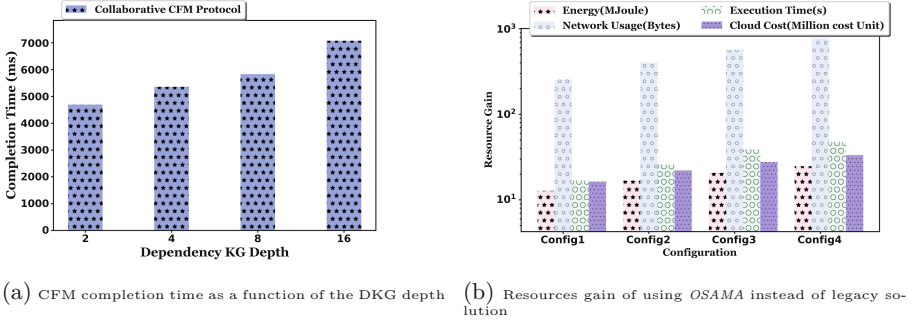 Collaborative CFM Protocol
Completion Time (ms)
7000
6000
5000
4000
3000
2000
1000
0
2 4 8 16
Dependency KG Depth
Energy(MJoule) Execution Time(s)
Network Usage(Bytes) Cloud Cost(Million cost Unit)
Resource Gain
10³
10²
10¹
Config1 Config2 Config3 Config4
Configuration
(a) CFM completion time as a function of the DKG depth
(b) Resources gain of using OSAMA instead of legacy so-
lution